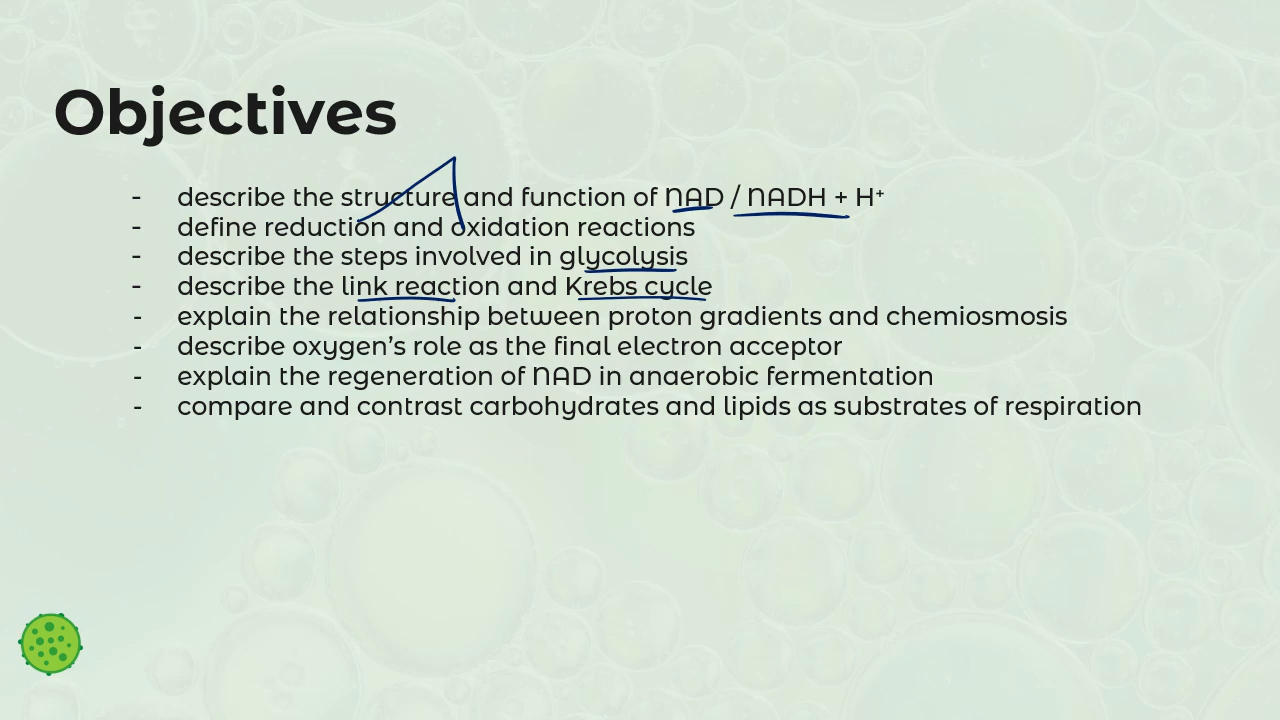 Objectives
- describe the structure and function of NAD / NADH + H⁺
- define reduction and oxidation reactions
- describe the steps involved in glycolysis
- describe the link reaction and Krebs cycle
- explain the relationship between proton gradients and chemiosmosis
- describe oxygen’s role as the final electron acceptor
- explain the regeneration of NAD in anaerobic fermentation
- compare and contrast carbohydrates and lipids as substrates of respiration